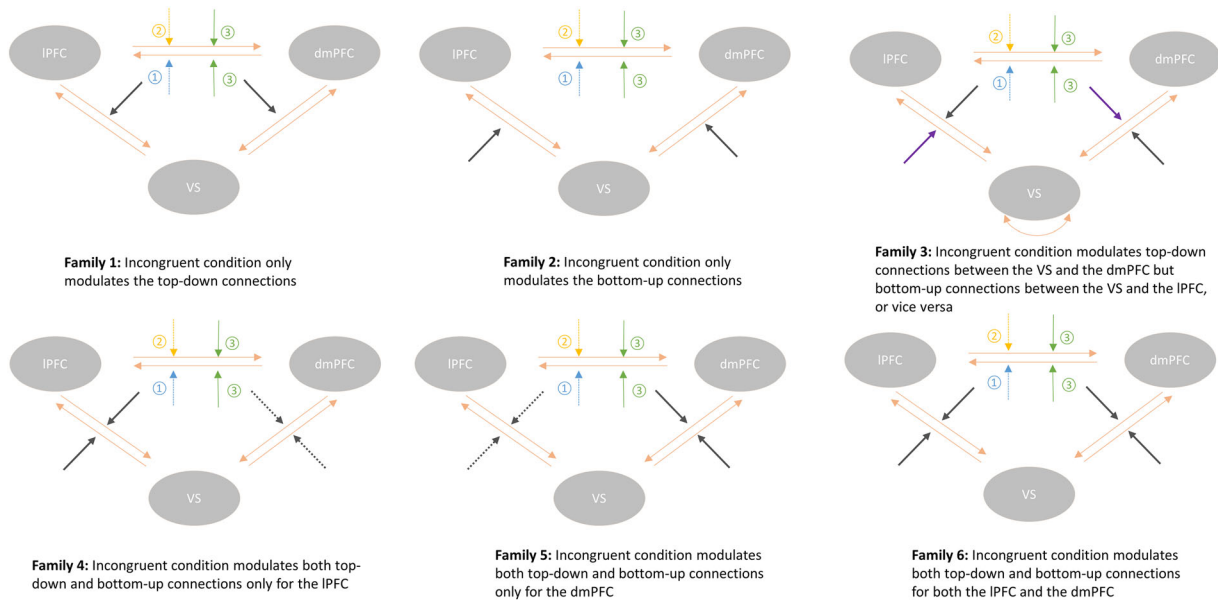 ② ③
lPFC dmPFC
① ③
VS
Family 1: Incongruent condition only
modulates the top-down connections
② ③
lPFC dmPFC
① ③
VS
Family 2: Incongruent condition only
modulates the bottom-up connections
② ③
lPFC dmPFC
① ③
VS
Family 3: Incongruent condition modulates top-down
connections between the VS and the dmPFC but
bottom-up connections between the VS and the lPFC,
or vice versa
② ③
lPFC dmPFC
① ③
VS
Family 4: Incongruent condition modulates both top-
down and bottom-up connections only for the lPFC
② ③
lPFC dmPFC
① ③
VS
Family 5: Incongruent condition modulates
both top-down and bottom-up connections
only for the dmPFC
② ③
lPFC dmPFC
① ③
VS
Family 6: Incongruent condition modulates
both top-down and bottom-up connections
for both the lPFC and the dmPFC